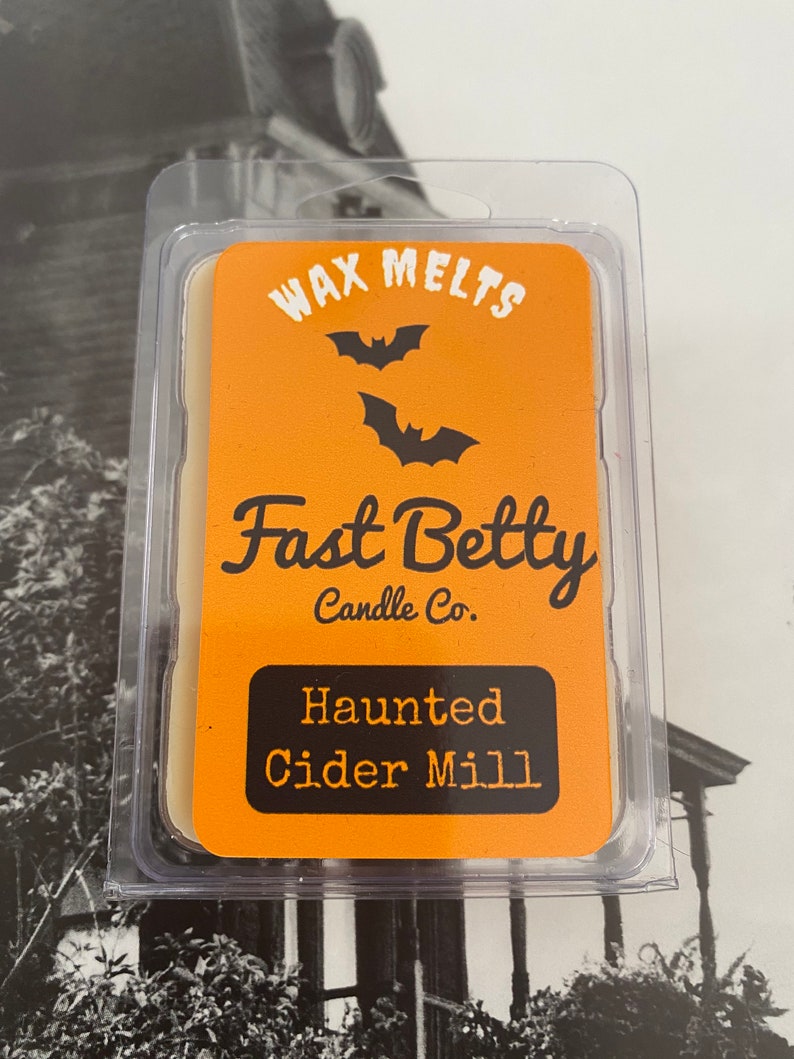 WAX MELTS
Fast Betty
Candle Co.
Haunted
Cider Mill